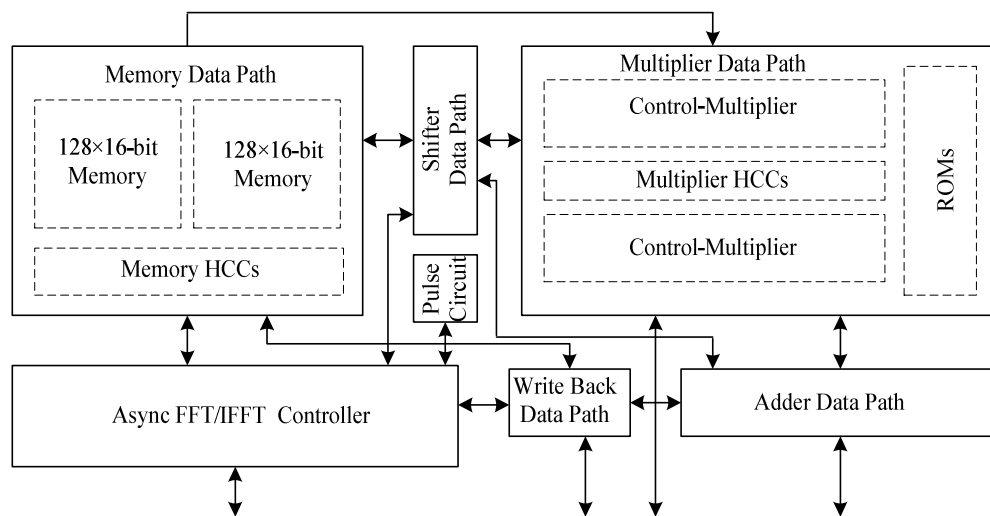 Memory Data Path
128×16-bit
Memory
128×16-bit
Memory
Memory HCCs
Shifter
Data Path
Pulse
Circuit
Multiplier Data Path
Control-Multiplier
Multiplier HCCs
Control-Multiplier
ROMs
Async FFT/IFFT Controller
Write Back
Data Path
Adder Data Path